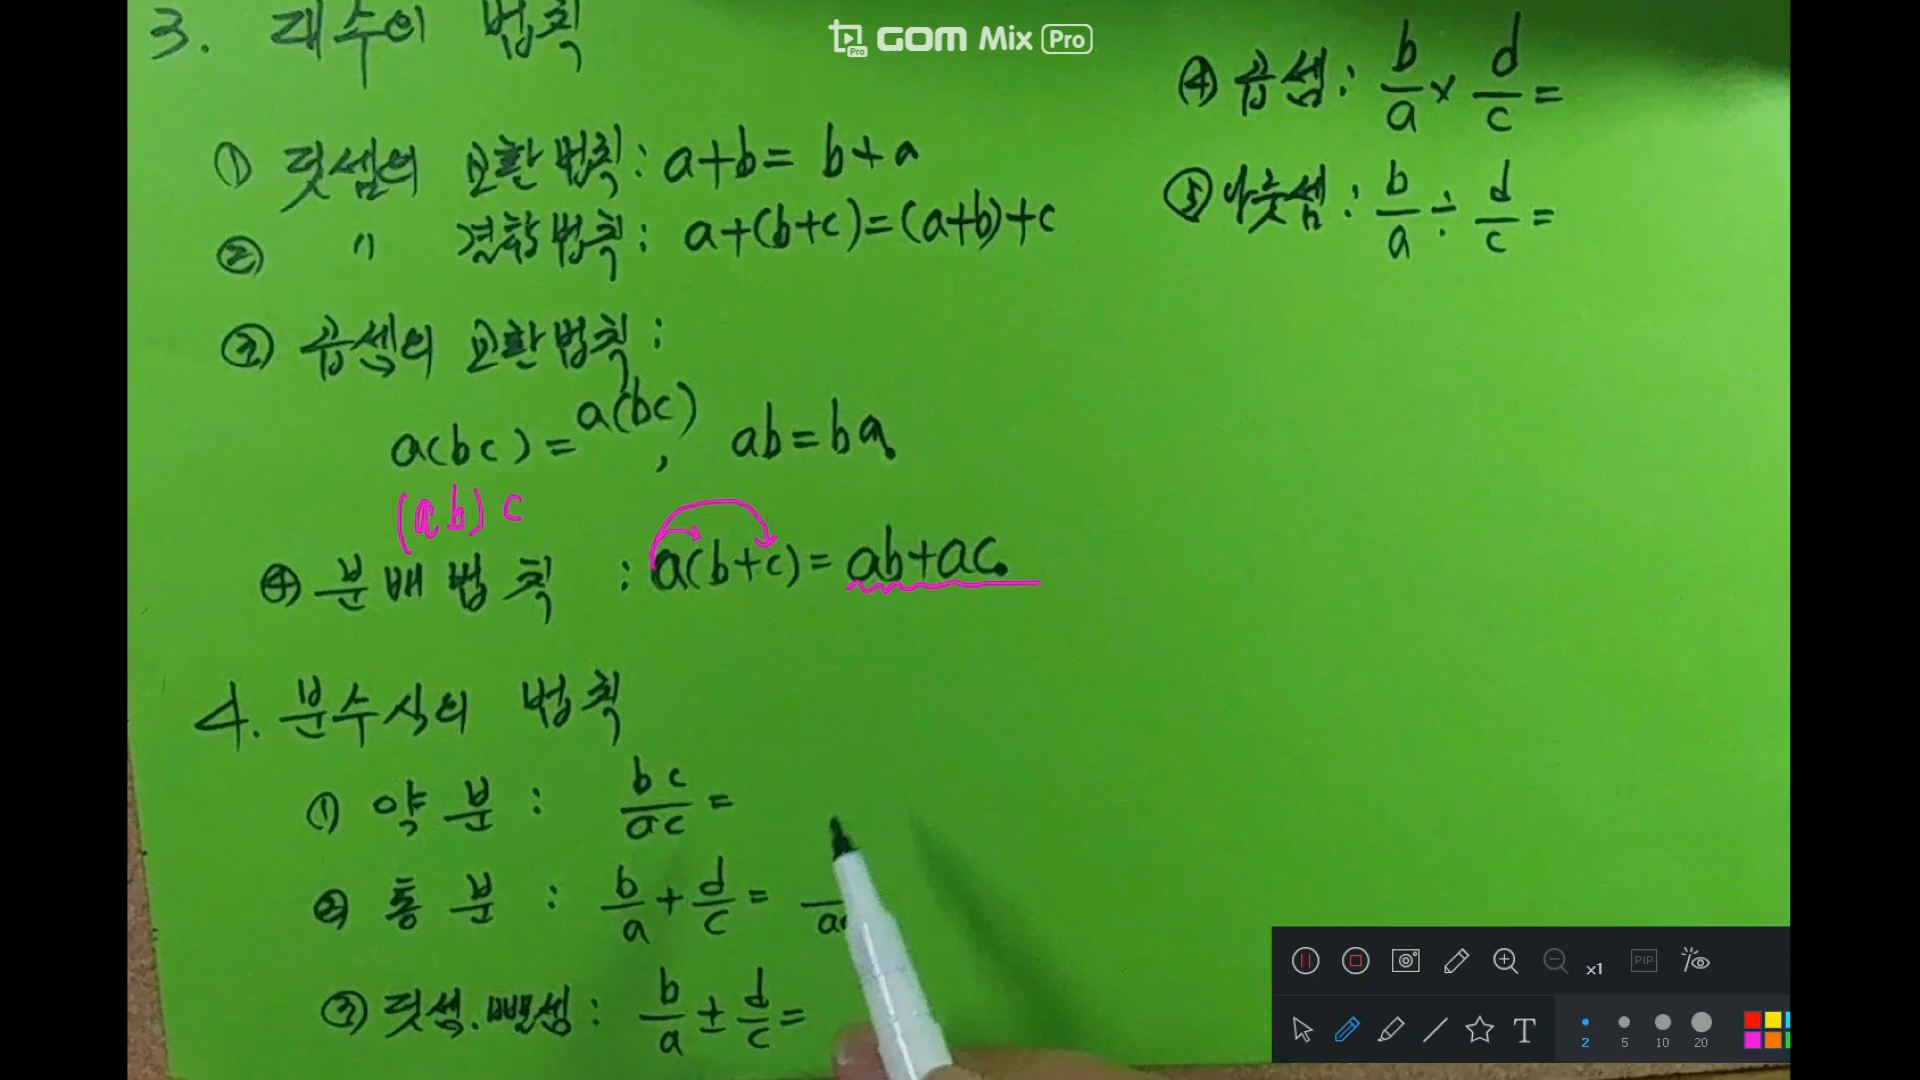 GOM Mix Pro
3. 대수의 법칙
① 덧셈의 교환법칙: a+b= b+a
② " 결합법칙: a+(b+c)=(a+b)+c
③ 곱셈의 교환법칙:
a(bc)=a(bc), ab=ba
(ab)c
④ 분배법칙 : a(b+c)= ab+ac
4. 분수식의 법칙
① 약분 : bc/ac =
② 통분 : b/a + d/c = /a
③ 덧셈.뺄셈: b/a ± d/c =
④ 곱셈: b/a × d/c =
⑤ 나눗셈: b/a ÷ d/c =
x1
PIP
T
2 5 10 20